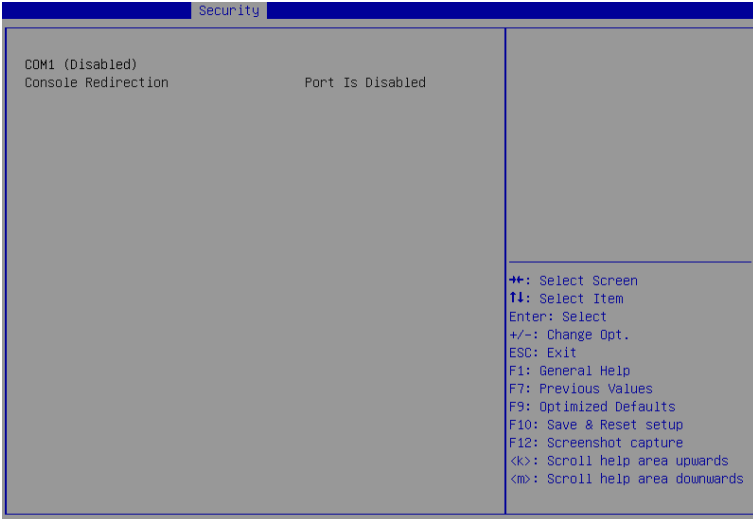 Security
COM1 (Disabled)
Console Redirection Port Is Disabled
→←: Select Screen
↑↓: Select Item
Enter: Select
+/-: Change Opt.
ESC: Exit
F1: General Help
F7: Previous Values
F9: Optimized Defaults
F10: Save & Reset setup
F12: Screenshot capture
<k>: Scroll help area upwards
<m>: Scroll help area downwards